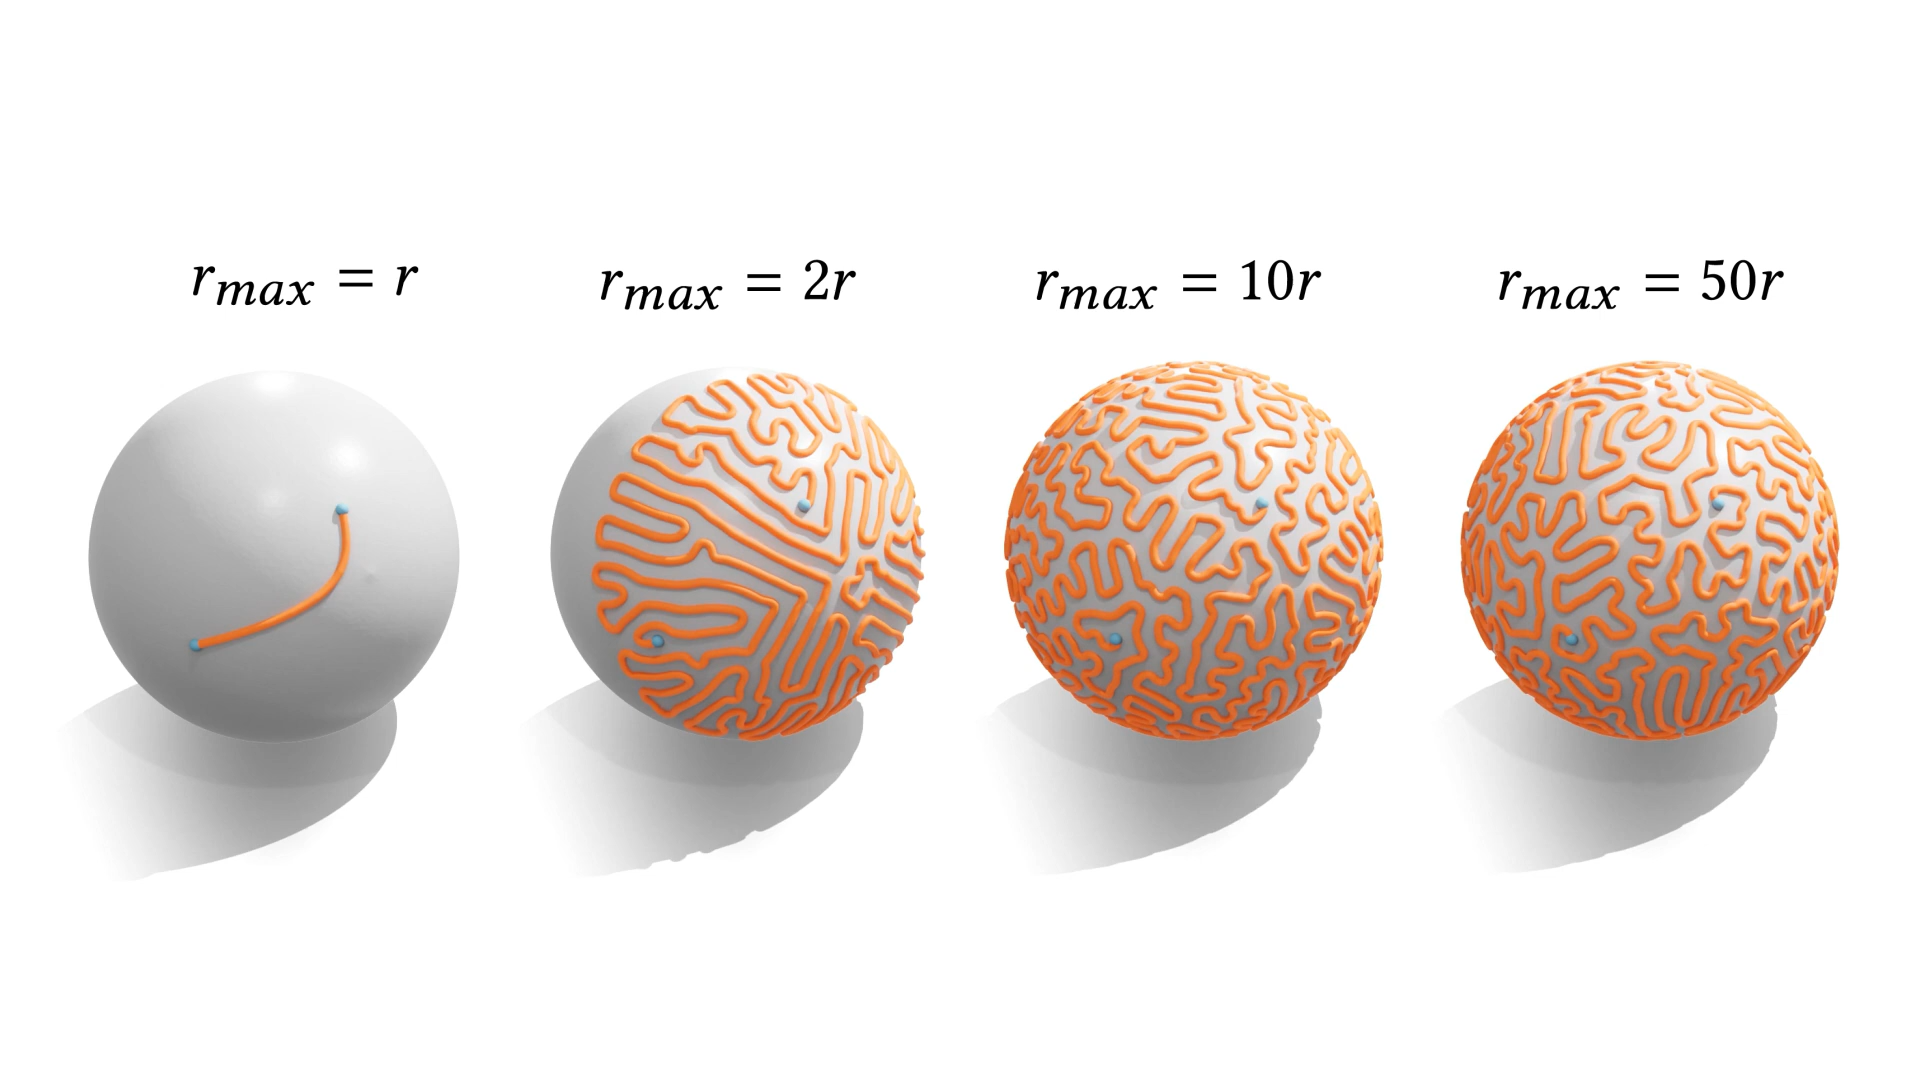 r_max = r
r_max = 2r
r_max = 10r
r_max = 50r